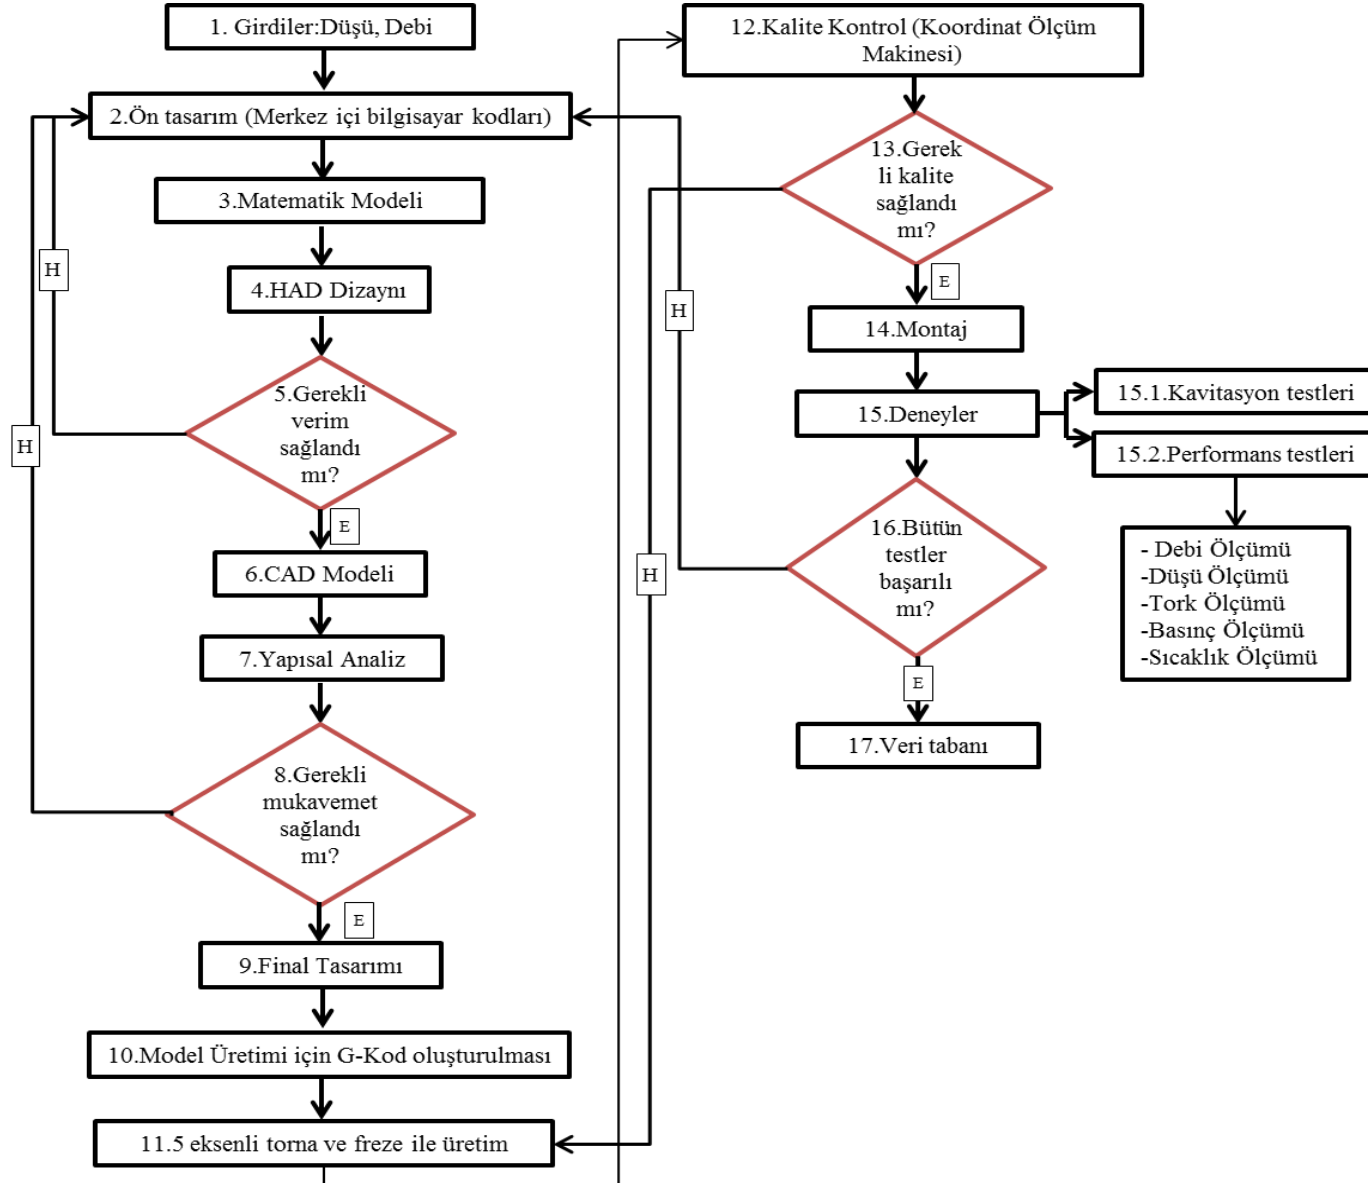 1. Girdiler:Düşü, Debi
2.Ön tasarım (Merkez içi bilgisayar kodları)
3.Matematik Modeli
H
4.HAD Dizaynı
5.Gerekli
verim
sağlandı
mı?
H
E
6.CAD Modeli
7.Yapısal Analiz
8.Gerekli
mukavemet
sağlandı
mı?
E
9.Final Tasarımı
10.Model Üretimi için G-Kod oluşturulması
11.5 eksenli torna ve freze ile üretim
12.Kalite Kontrol (Koordinat Ölçüm
Makinesi)
13.Gerek
li kalite
sağlandı
mı?
E
H
14.Montaj
15.Deneyler
15.1.Kavitasyon testleri
15.2.Performans testleri
16.Bütün
testler
başarılı
mı?
H
- Debi Ölçümü
-Düşü Ölçümü
-Tork Ölçümü
-Basınç Ölçümü
-Sıcaklık Ölçümü
E
17.Veri tabanı